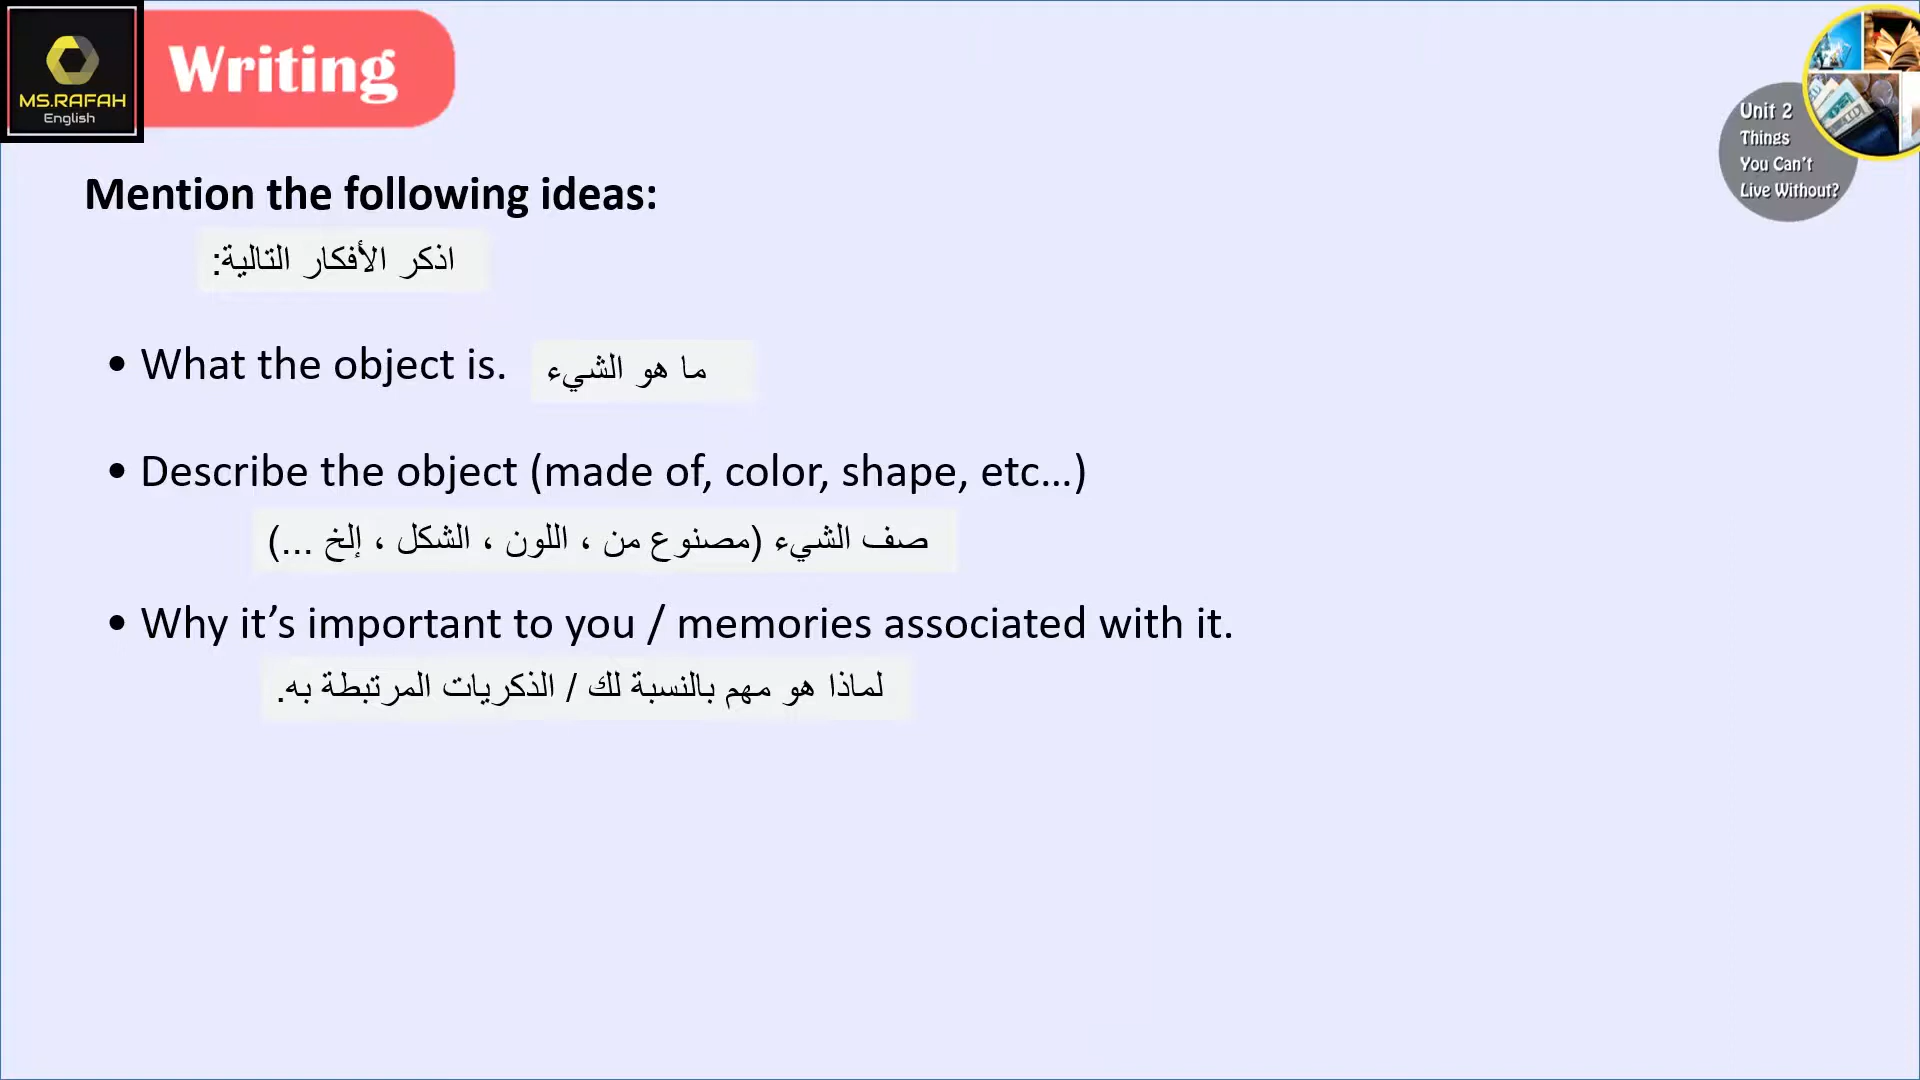 MS.RAFAH
English
Writing
Unit 2
Things
You Can't
Live Without?
Mention the following ideas:
اذكر الأفكار التالية:
• What the object is. ما هو الشيء
• Describe the object (made of, color, shape, etc...)
صف الشيء (مصنوع من ، اللون ، الشكل ، إلخ ...)
• Why it’s important to you / memories associated with it.
لماذا هو مهم بالنسبة لك / الذكريات المرتبطة به.